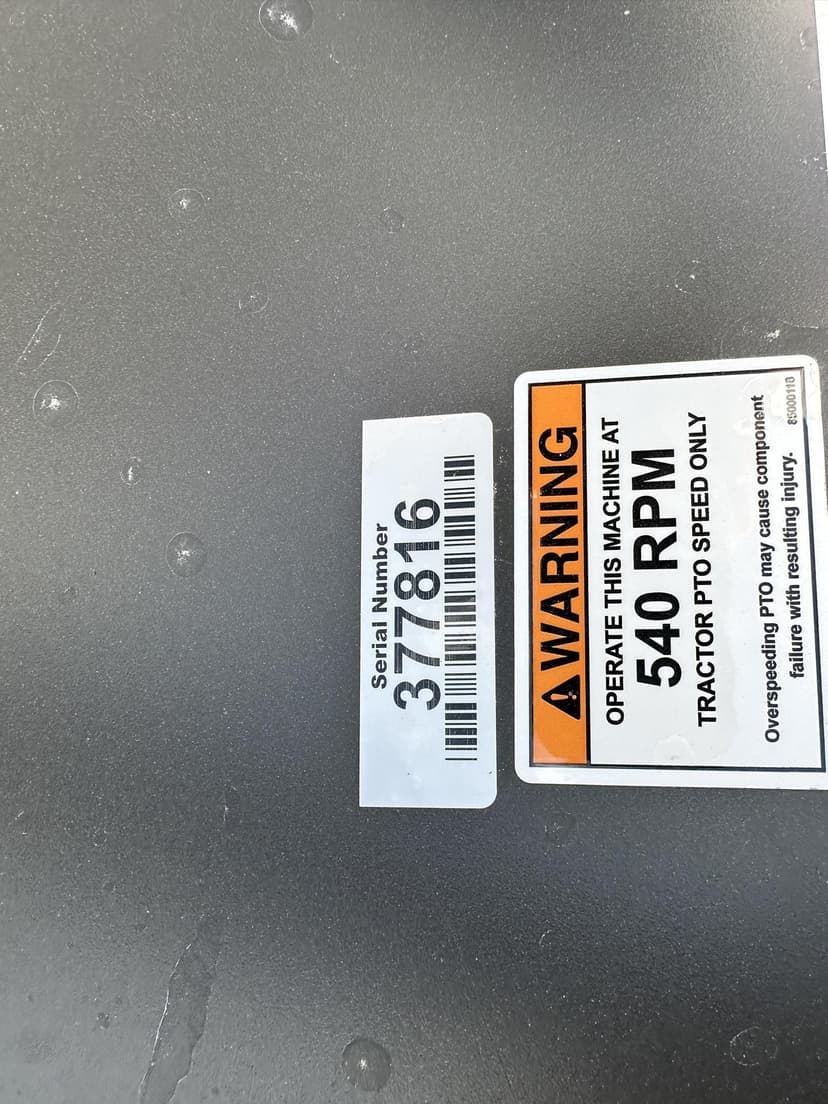 Serial Number
377816
WARNING
OPERATE THIS MACHINE AT
540 RPM
TRACTOR PTO SPEED ONLY
Overspeeding PTO may cause component
failure with resulting injury.
85000118